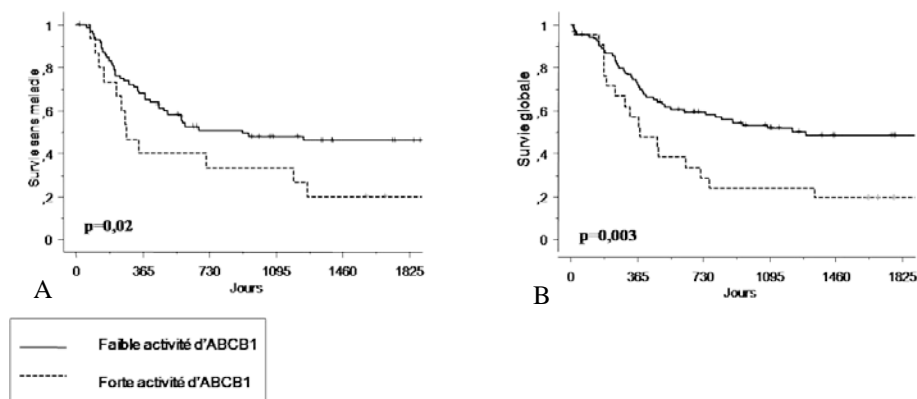 Survie sans maladie
1
,8
,6
,4
,2
0
p=0,02
0 365 730 1095 1460 1825
Jours
A
Survie globale
1
,8
,6
,4
,2
0
p=0,003
0 365 730 1095 1460 1825
Jours
B
Faible activité d'ABCB1
Forte activité d'ABCB1